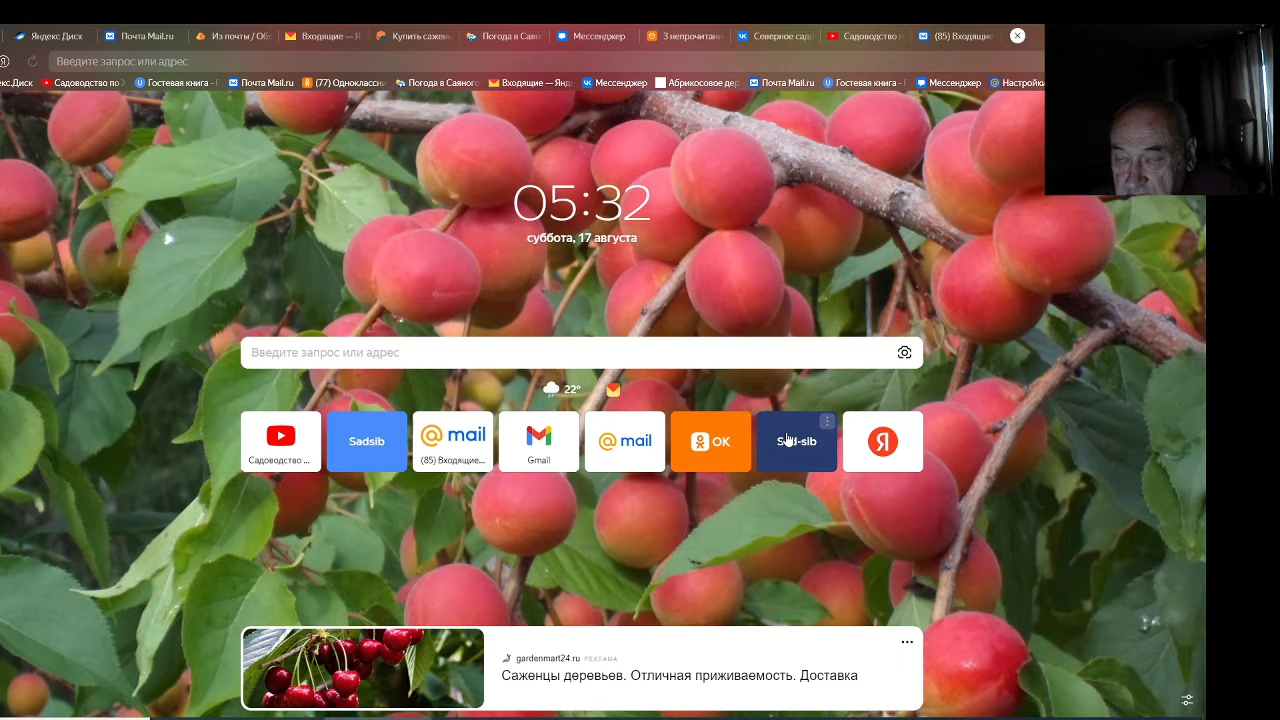 Яндекс Диск
Почта Mail.ru
Из почты / Об
Входящие — Я
Купить сажен
Погода в Саян
Мессенджер
3 непрочитан
Северное сад
Садоводство п
(85) Входящие
Введите запрос или адрес
кс.Диск
Садоводство по
Гостевая книга -
Почта Mail.ru
(77) Одноклассн
Погода в Саяног
Входящие — Янд
Мессенджер
Абрикосовое дер
Почта Mail.ru
Гостевая книга - Г
Мессенджер
Настройки
05:32
суббота, 17 августа
Введите запрос или адрес
22°
Садоводство ...
Sadsib
@mail
(85) Входящие...
Gmail
@mail
OK
Я
gardenmart24.ru РЕКЛАМА
Саженцы деревьев. Отличная приживаемость. Доставка